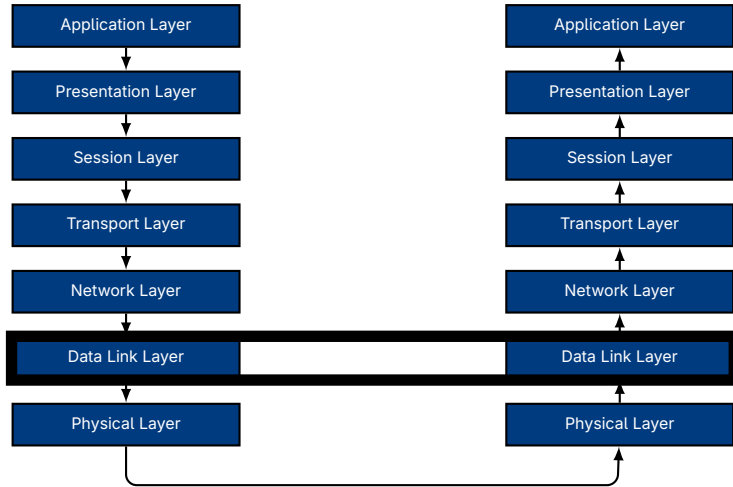 Application Layer
Presentation Layer
Session Layer
Transport Layer
Network Layer
Data Link Layer
Physical Layer
Application Layer
Presentation Layer
Session Layer
Transport Layer
Network Layer
Data Link Layer
Physical Layer